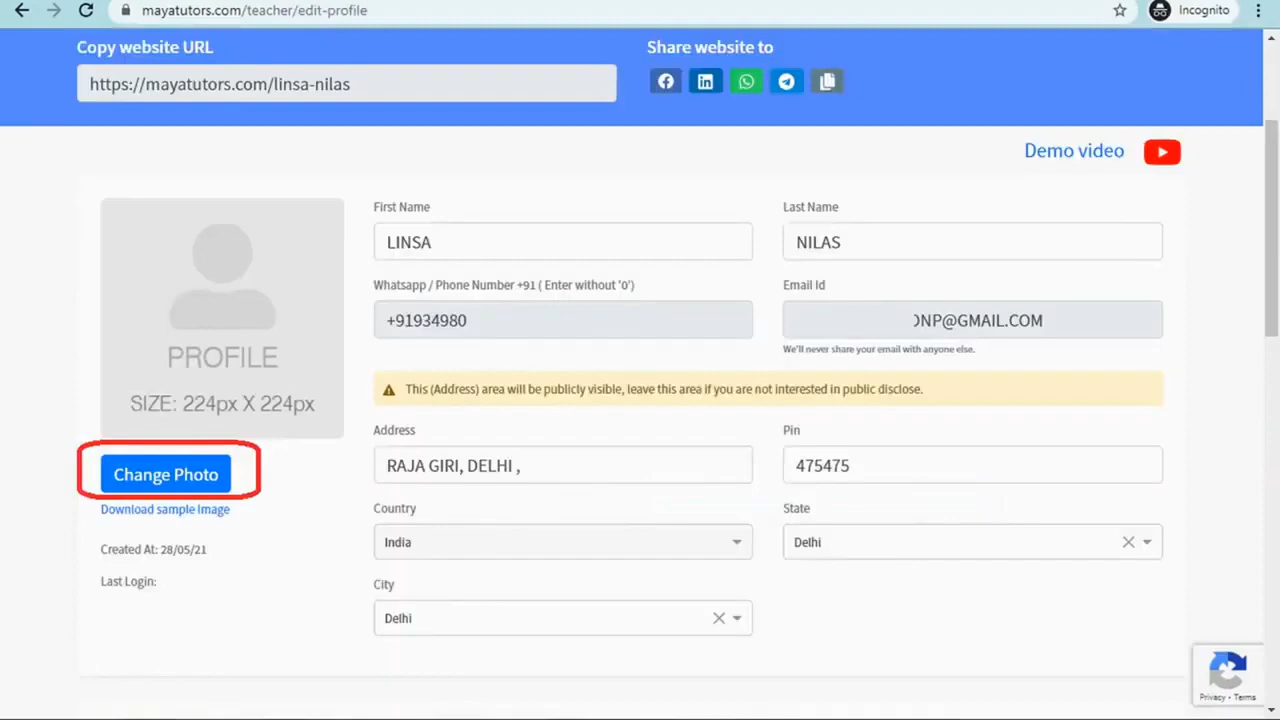 mayatutors.com/teacher/edit-profile
Incognito
Copy website URL
Share website to
https://mayatutors.com/linsa-nilas
Demo video
PROFILE
SIZE: 224px X 224px
Change Photo
Download sample Image
Created At: 28/05/21
Last Login:
First Name
Last Name
LINSA
NILAS
Whatsapp / Phone Number +91 ( Enter without '0')
Email Id
+91934980
NP@GMAIL.COM
We'll never share your email with anyone else.
This (Address) area will be publicly visible, leave this area if you are not interested in public disclose.
Address
Pin
RAJA GIRI, DELHI ,
475475
Country
State
India
Delhi
City
Delhi
Privacy - Terms